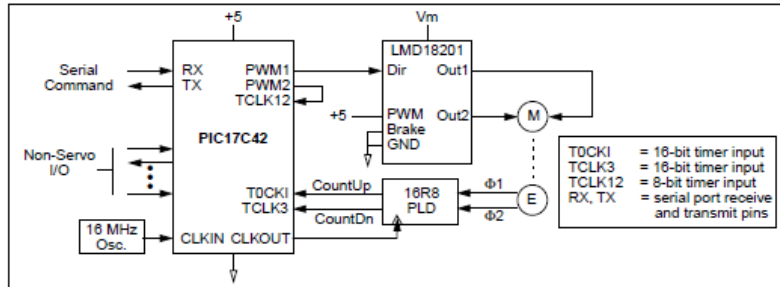 +5
Vm
LMD18201
Serial
Command
RX
TX
PWM1
PWM2
TCLK12
Dir
Out1
PIC17C42
+5
PWM
Brake
GND
Out2
M
Non-Servo
I/O
T0CKI
TCLK3
CountUp
CountDn
16R8
PLD
Φ1
Φ2
E
16 MHz
Osc.
CLKIN
CLKOUT
T0CKI = 16-bit timer input
TCLK3 = 16-bit timer input
TCLK12 = 8-bit timer input
RX, TX = serial port receive
and transmit pins